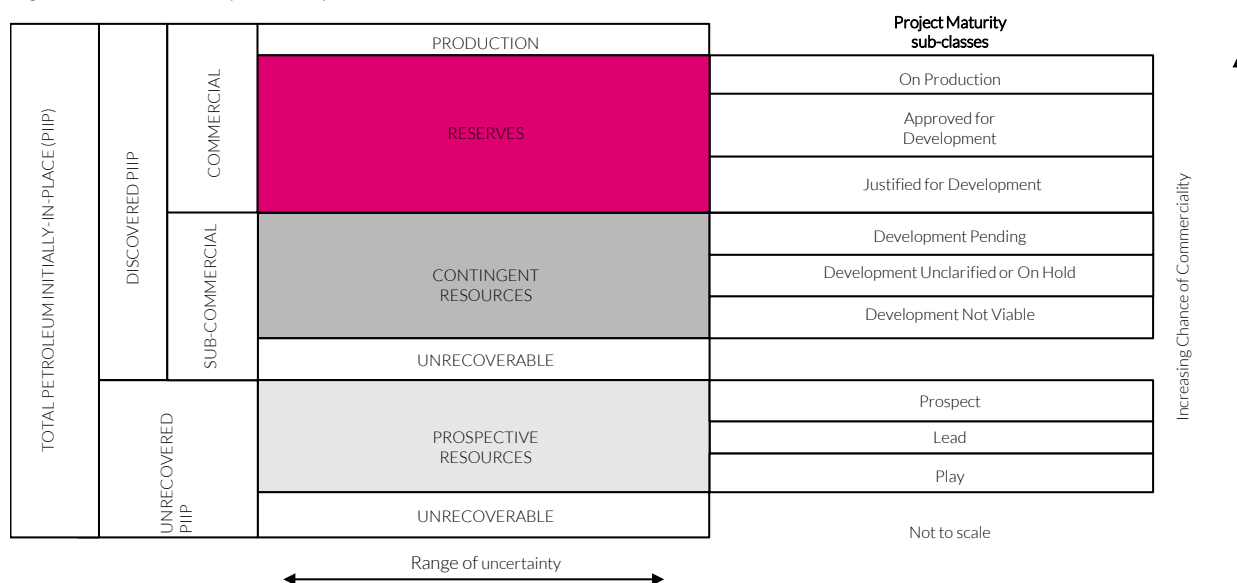 Project Maturity
sub-classes
TOTAL PETROLEUM INITIALLY-IN-PLACE (PIIP)
DISCOVERED PIIP
COMMERCIAL
PRODUCTION
RESERVES
On Production
Approved for
Development
Justified for Development
SUB-COMMERCIAL
CONTINGENT
RESOURCES
Development Pending
Development Unclarified or On Hold
Development Not Viable
UNRECOVERABLE
UNRECOVERED
PIIP
PROSPECTIVE
RESOURCES
Prospect
Lead
Play
UNRECOVERABLE
Not to scale
Increasing Chance of Commerciality
Range of uncertainty